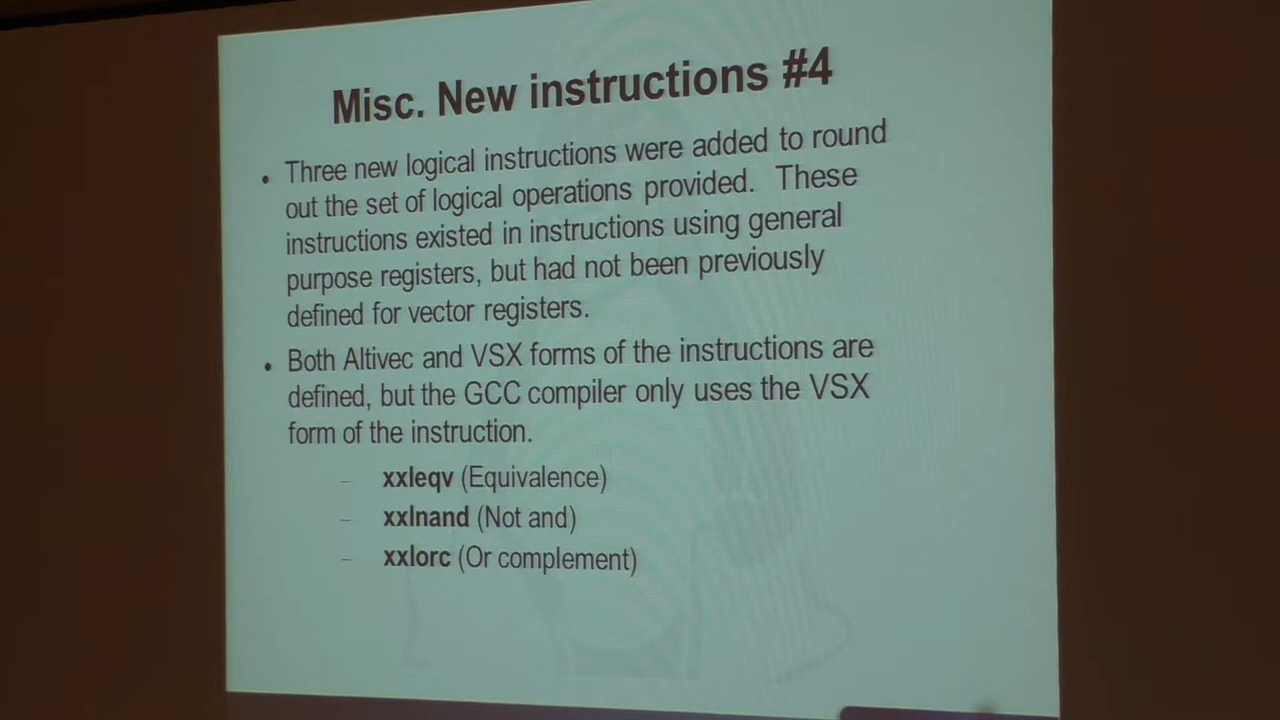 Misc. New instructions #4
• Three new logical instructions were added to round
out the set of logical operations provided. These
instructions existed in instructions using general
purpose registers, but had not been previously
defined for vector registers.
• Both Altivec and VSX forms of the instructions are
defined, but the GCC compiler only uses the VSX
form of the instruction.
– xxleqv (Equivalence)
– xxlnand (Not and)
– xxlorc (Or complement)